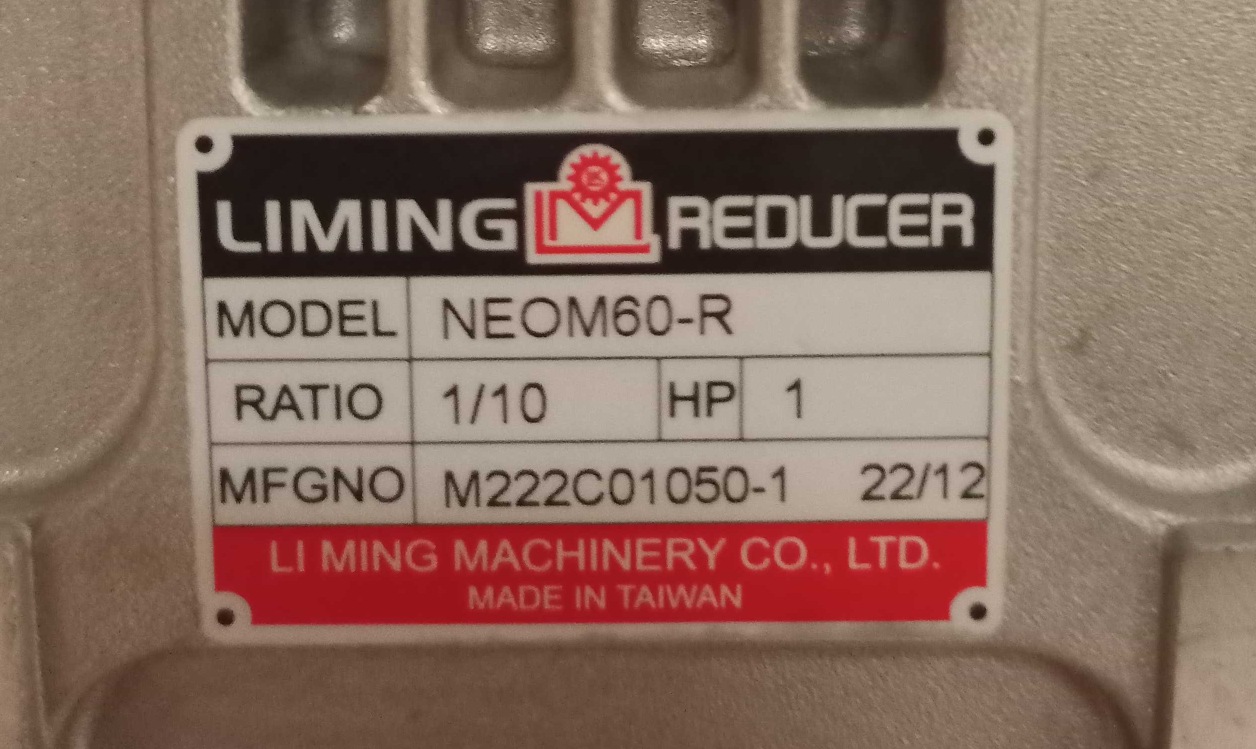 LIMING REDUCER
MODEL NEOM60-R
RATIO 1/10 HP 1
MFGNO M222C01050-1 22/12
LI MING MACHINERY CO., LTD.
MADE IN TAIWAN